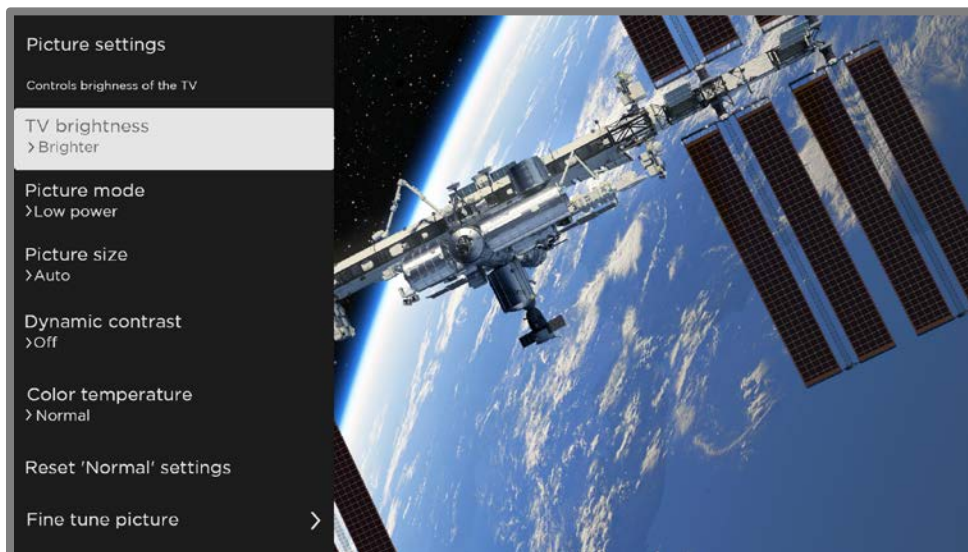 Picture settings
Controls brighness of the TV
TV brightness
> Brighter
Picture mode
>Low power
Picture size
>Auto
Dynamic contrast
>Off
Color temperature
> Normal
Reset 'Normal' settings
Fine tune picture >